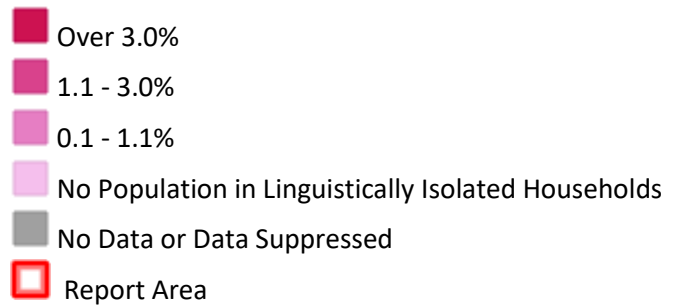 Over 3.0%
1.1 - 3.0%
0.1 - 1.1%
No Population in Linguistically Isolated Households
No Data or Data Suppressed
Report Area